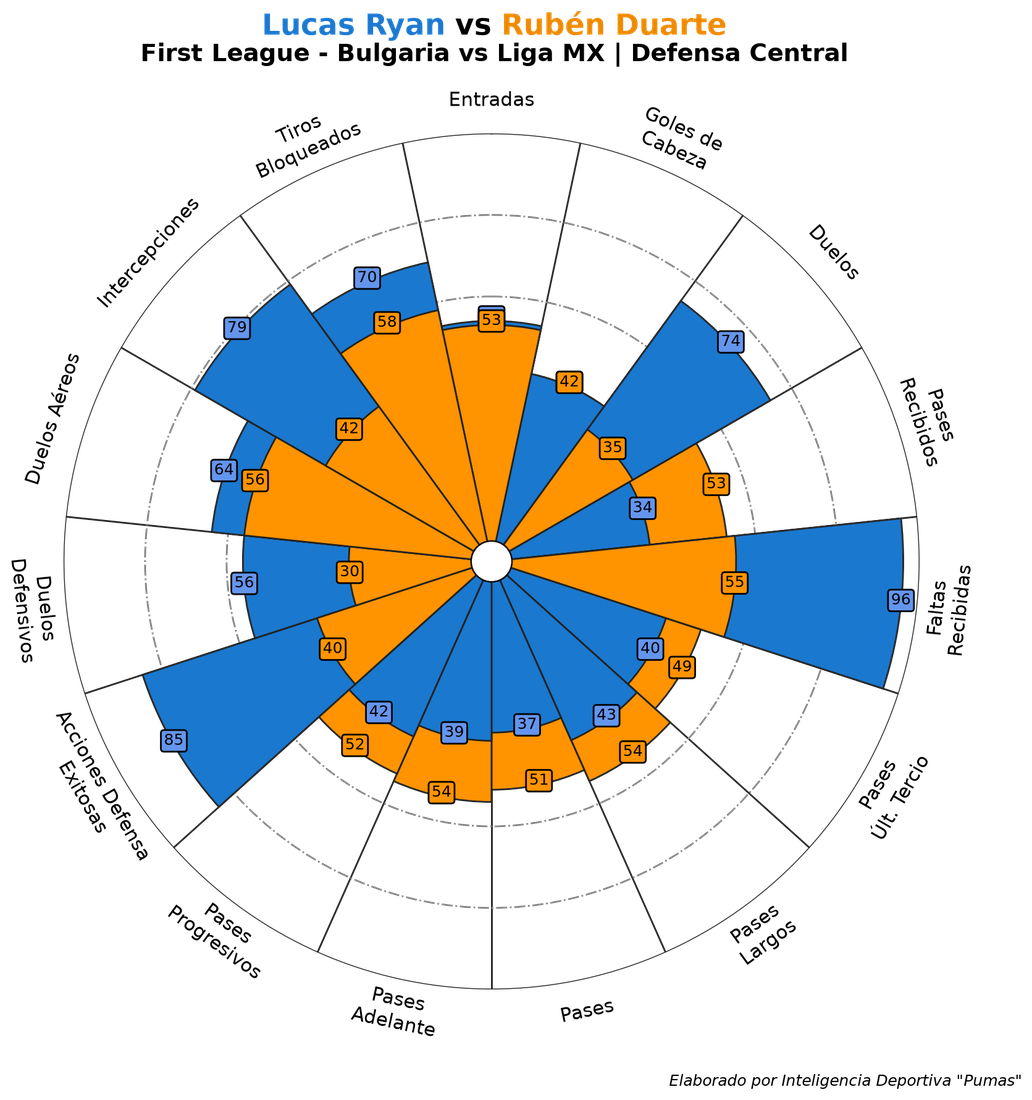 Lucas Ryan vs Rubén Duarte
First League - Bulgaria vs Liga MX | Defensa Central
Entradas
Goles de
Cabeza
Duelos
Pases
Recibidos
Faltas
Recibidas
Pases
Últ. Tercio
Pases
Largos
Pases
Pases
Adelante
Pases
Progresivos
Acciones Defensa
Exitosas
Duelos
Defensivos
Duelos Aéreos
Intercepciones
Tiros
Bloqueados
53
42
74
35
34
53
96
55
40
49
43
54
37
51
39
54
42
52
85
40
56
30
64
56
79
42
70
58
Elaborado por Inteligencia Deportiva "Pumas"